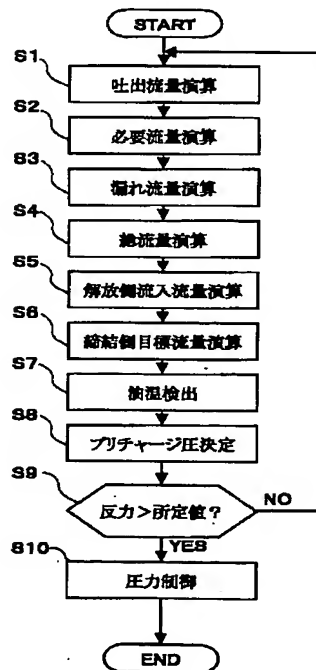 START
S1
吐出流量演算
S2
必要流量演算
S3
漏れ流量演算
S4
総流量演算
S5
解放側流入流量演算
S6
締結側目標流量演算
S7
油温検出
S8
プリチャージ圧決定
S9
反力>所定値?
NO
YES
S10
圧力制御
END